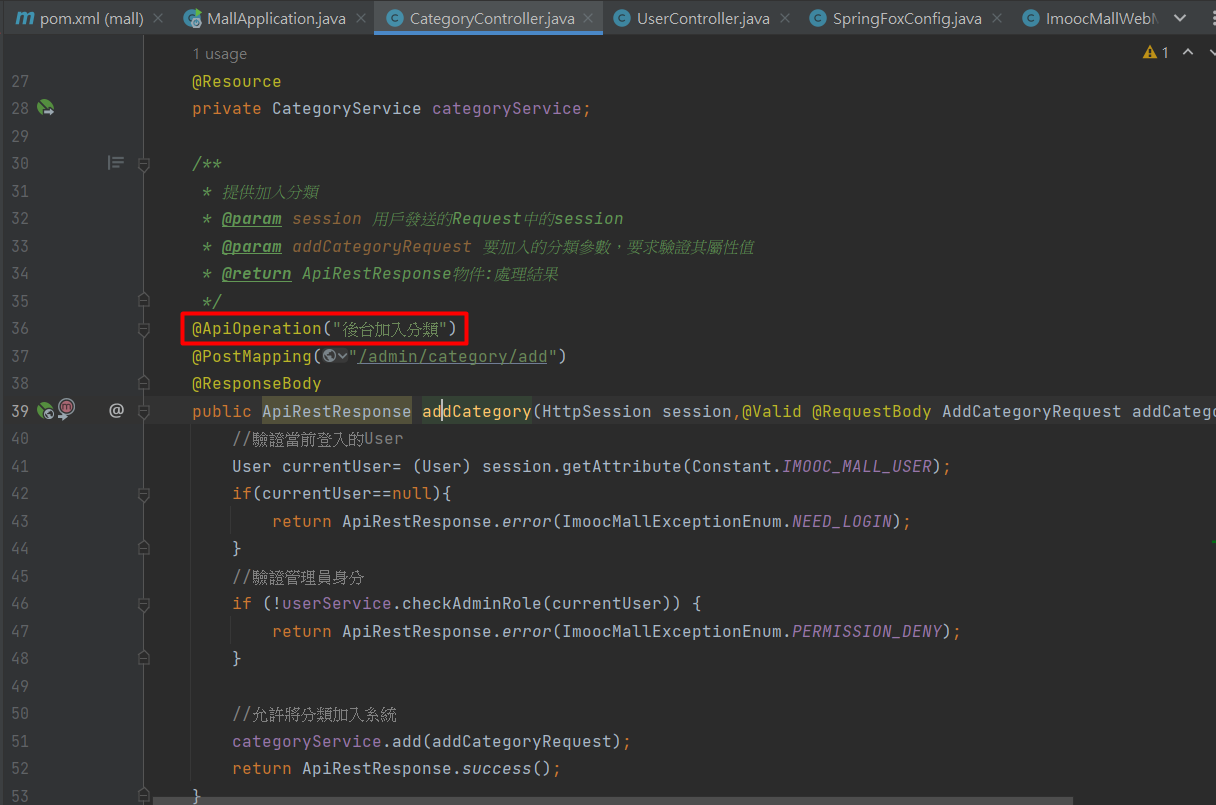 pom.xml (mall) MallApplication.java CategoryController.java UserController.java SpringFoxConfig.java ImoocMallWeb
1 usage 1
27 @Resource
28 private CategoryService categoryService;
29
30 /**
31 * 提供加入分類
32 * @param session 用戶發送的Request中的session
33 * @param addCategoryRequest 要加入的分類參數，要求驗證其屬性值
34 * @return ApiRestResponse物件:處理結果
35 */
36 @ApiOperation("後台加入分類")
37 @PostMapping("/admin/category/add")
38 @ResponseBody
39 @ public ApiRestResponse addCategory(HttpSession session,@Valid @RequestBody AddCategoryRequest addCatego
40 //驗證當前登入的User
41 User currentUser= (User) session.getAttribute(Constant.IMOOC_MALL_USER);
42 if(currentUser==null){
43 return ApiRestResponse.error(ImoocMallExceptionEnum.NEED_LOGIN);
44 }
45 //驗證管理員身分
46 if (!userService.checkAdminRole(currentUser)) {
47 return ApiRestResponse.error(ImoocMallExceptionEnum.PERMISSION_DENY);
48 }
49
50 //允許將分類加入系統
51 categoryService.add(addCategoryRequest);
52 return ApiRestResponse.success();
53 }